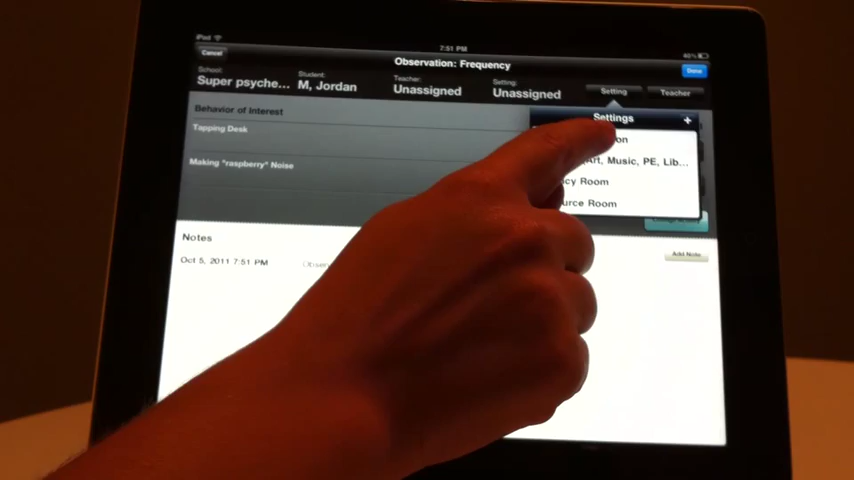 iPod 7:51 PM
Cancel Observation: Frequency Done
School: Student: Teacher: Setting:
Super psyche... M, Jordan Unassigned Unassigned Setting Teacher
Behavior of Interest
Settings +
Tapping Desk
on
Art, Music, PE, Lib...
Making "raspberry" Noise
cy Room
urce Room
Notes
Oct 5, 2011 7:51 PM Add Note